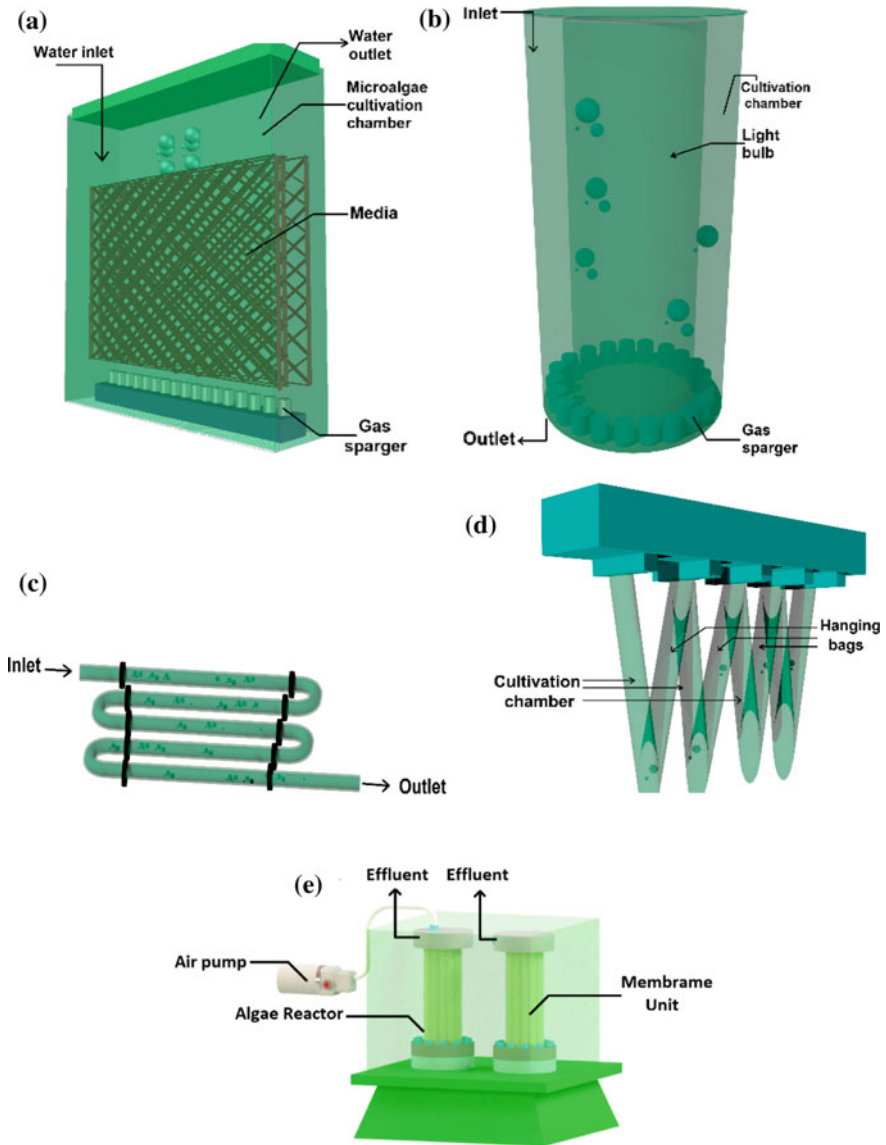 (a)
Water inlet
Water
outlet
Microalgae
cultivation
chamber
Media
Gas
sparger
(b)
Inlet
Cultivation
chamber
Light
bulb
Outlet
Gas
sparger
(c)
Inlet
Outlet
(d)
Hanging
bags
Cultivation
chamber
(e)
Effluent
Effluent
Air pump
Algae Reactor
Membrame
Unit